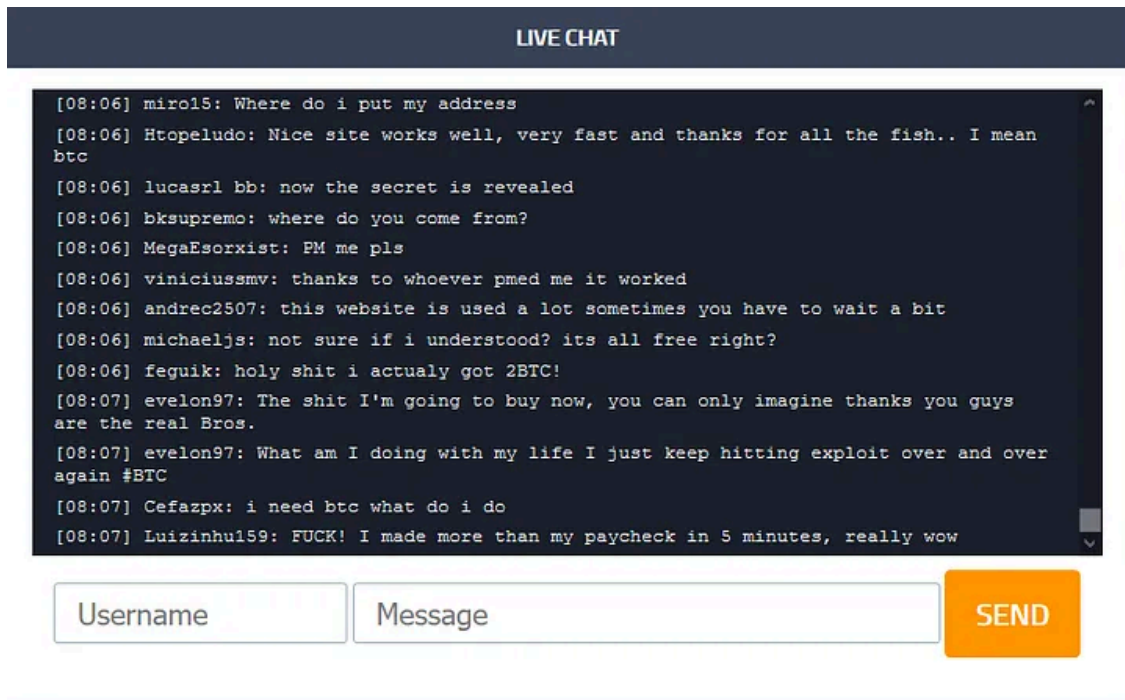 LIVE CHAT
[08:06] miro15: Where do i put my address
[08:06] Htopeludo: Nice site works well, very fast and thanks for all the fish.. I mean
btc
[08:06] lucasrl bb: now the secret is revealed
[08:06] bksupremo: where do you come from?
[08:06] MegaEsorxist: PM me pls
[08:06] viniciussmv: thanks to whoever pmed me it worked
[08:06] andrec2507: this website is used a lot sometimes you have to wait a bit
[08:06] michaeljs: not sure if i understood? its all free right?
[08:06] feguik: holy shit i actualy got 2BTC!
[08:07] evelon97: The shit I'm going to buy now, you can only imagine thanks you guys
are the real Bros.
[08:07] evelon97: What am I doing with my life I just keep hitting exploit over and over
again #BTC
[08:07] Cefazpx: i need btc what do i do
[08:07] Luizinhu159: FUCK! I made more than my paycheck in 5 minutes, really wow
Username
Message
SEND